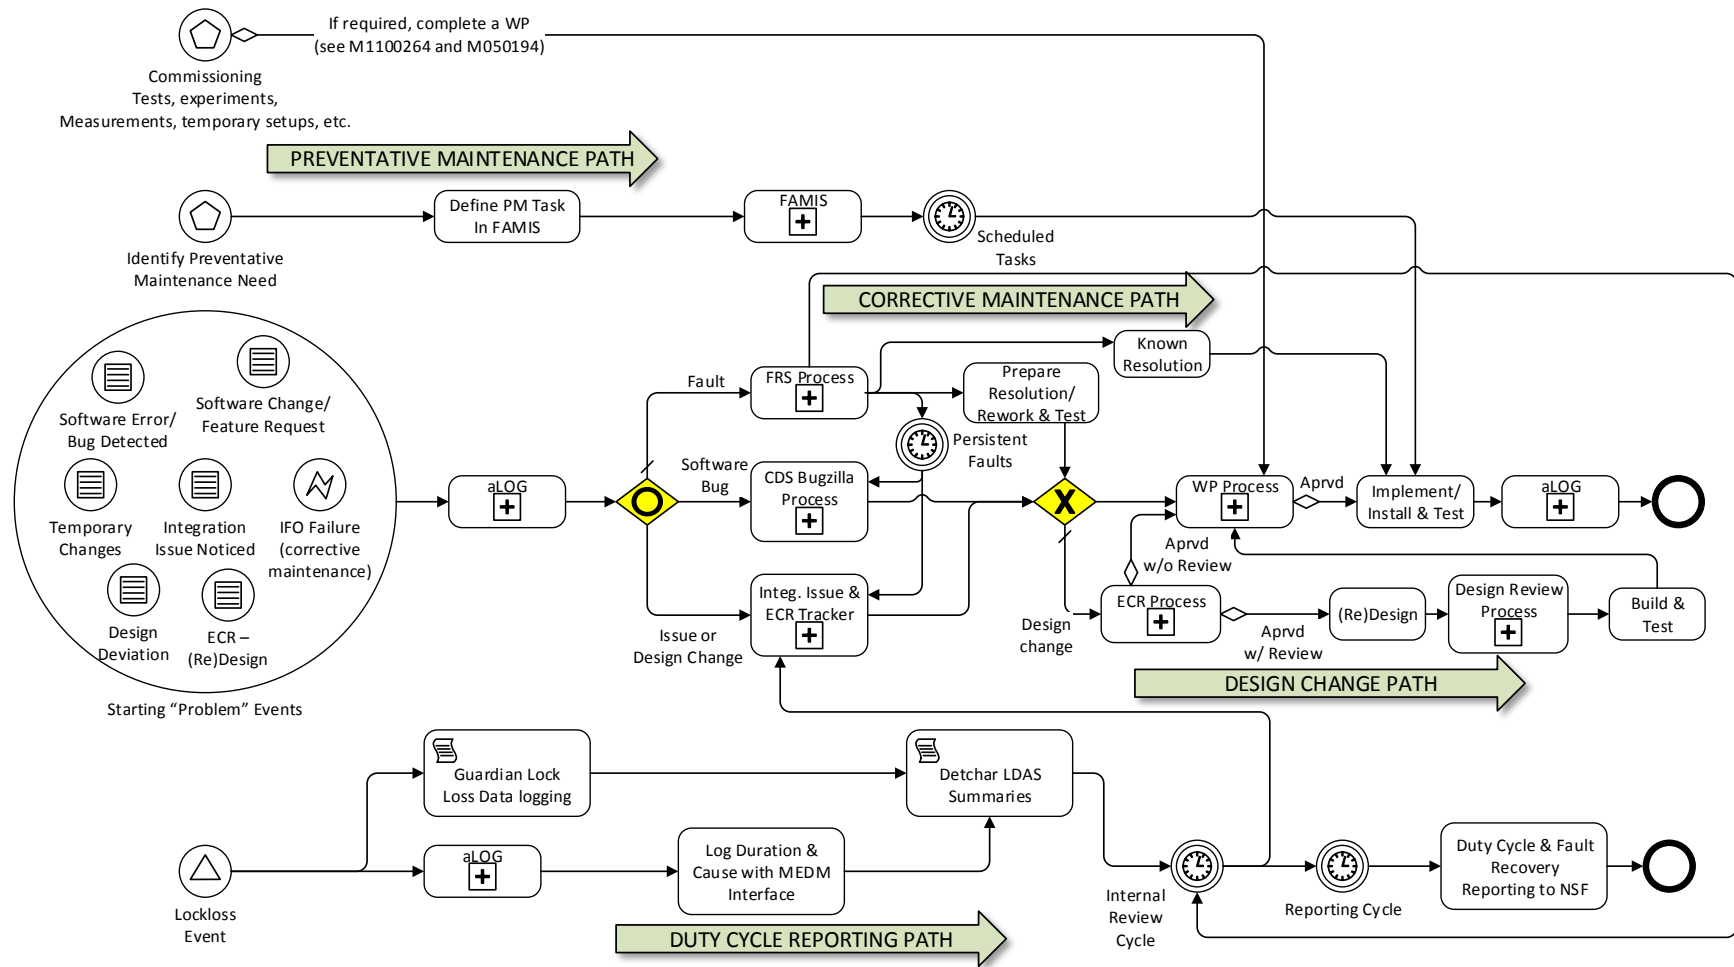 If required, complete a WP
(see M1100264 and M050194)
Commissioning
Tests, experiments,
Measurements, temporary setups, etc.
PREVENTATIVE MAINTENANCE PATH
Define PM Task
In FAMIS
FAMIS
Scheduled
Tasks
Identify Preventative
Maintenance Need
CORRECTIVE MAINTENANCE PATH
Known
Resolution
Software Error/
Bug Detected
Software Change/
Feature Request
Temporary
Changes
Integration
Issue Noticed
IFO Failure
(corrective
maintenance)
Design
Deviation
ECR –
(Re)Design
Starting “Problem” Events
aLOG
Fault
FRS Process
Prepare
Resolution/
Rework & Test
Persistent
Faults
Software
Bug
CDS Bugzilla
Process
X
WP Process
Aprvd
Implement/
Install & Test
aLOG
Integ. Issue &
ECR Tracker
Issue or
Design Change
Aprvd
w/o Review
Design
change
ECR Process
Aprvd
w/ Review
(Re)Design
Design Review
Process
Build &
Test
DESIGN CHANGE PATH
Guardian Lock
Loss Data logging
Detchar LDAS
Summaries
Lockloss
Event
aLOG
Log Duration &
Cause with MEDM
Interface
Internal
Review
Cycle
Reporting Cycle
Duty Cycle & Fault
Recovery
Reporting to NSF
DUTY CYCLE REPORTING PATH